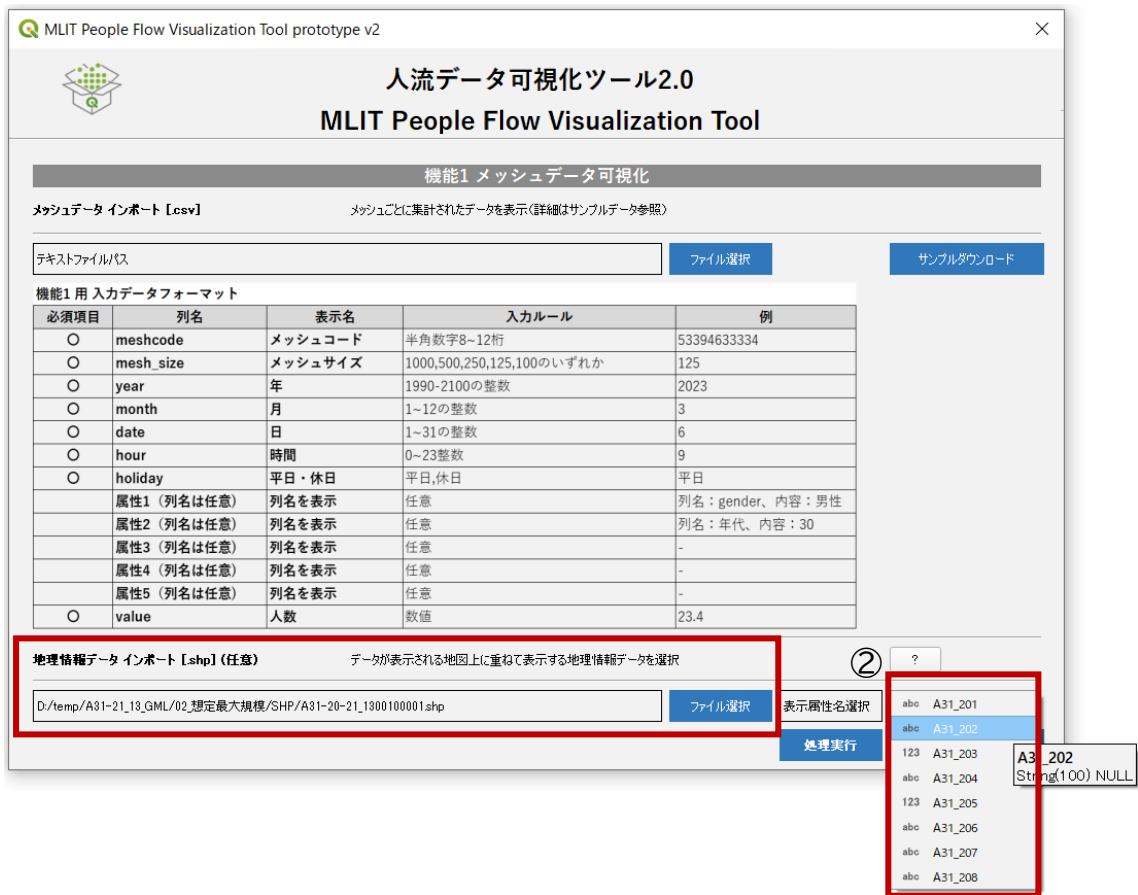 MLIT People Flow Visualization Tool prototype v2
人流データ可視化ツール2.0
MLIT People Flow Visualization Tool
機能1 メッシュデータ可視化
メッシュデータ インポート [.csv] メッシュごとに集計されたデータを表示(詳細はサンプルデータ参照)
テキストファイルパス ファイル選択 サンプルダウンロード
機能1 用 入力データフォーマット
必須項目 列名 表示名 入力ルール 例
〇 meshcode メッシュコード 半角数字8~12桁 53394633334
〇 mesh_size メッシュサイズ 1000,500,250,125,100のいずれか 125
〇 year 年 1990-2100の整数 2023
〇 month 月 1~12の整数 3
〇 date 日 1~31の整数 6
〇 hour 時間 0~23整数 9
〇 holiday 平日・休日 平日,休日 平日
属性1（列名は任意） 列名を表示 任意 列名：gender、内容：男性
属性2（列名は任意） 列名を表示 任意 列名：年代、内容：30
属性3（列名は任意） 列名を表示 任意 -
属性4（列名は任意） 列名を表示 任意 -
属性5（列名は任意） 列名を表示 任意 -
〇 value 人数 数値 23.4
地理情報データ インポート [.shp] (任意) データが表示される地図上に重ねて表示する地理情報データを選択 ② ?
D:/temp/A31-21_13_GML/02_想定最大規模/SHP/A31-20-21_1300100001.shp ファイル選択 表示属性名選択
処理実行
abc A31_201
abc A31_202
123 A31_203
abc A31_204
123 A31_205
abc A31_206
abc A31_207
abc A31_208
A31_202
String(100) NULL